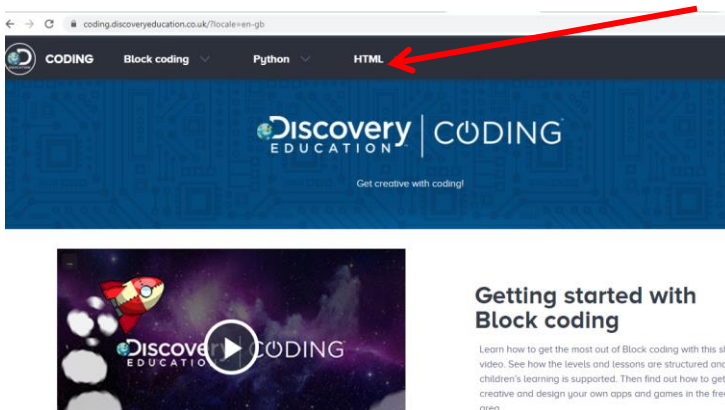 coding.discoveryeducation.co.uk/?locale=en-gb
CODING Block coding Python HTML
Discovery EDUCATION | CODING
Get creative with coding!
Discovery EDUCATION CODING
Getting started with
Block coding
Learn how to get the most out of Block coding with this
video. See how the levels and lessons are structured and
children's learning is supported. Then find out how to get
creative and design your own apps and games in the
area.